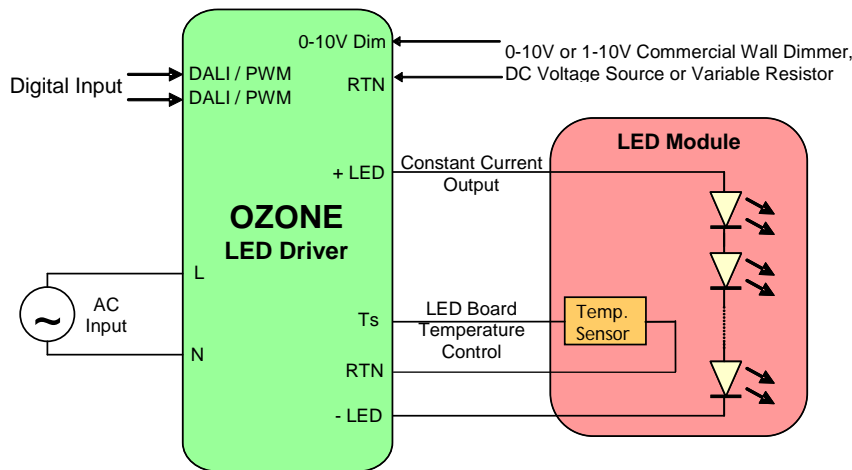 0-10V Dim
0-10V or 1-10V Commercial Wall Dimmer,
DC Voltage Source or Variable Resistor
DALI / PWM
DALI / PWM
Digital Input
RTN
LED Module
+ LED
Constant Current
Output
OZONE
LED Driver
L
AC
Input
~
N
Ts
LED Board
Temperature
Control
Temp.
Sensor
RTN
- LED